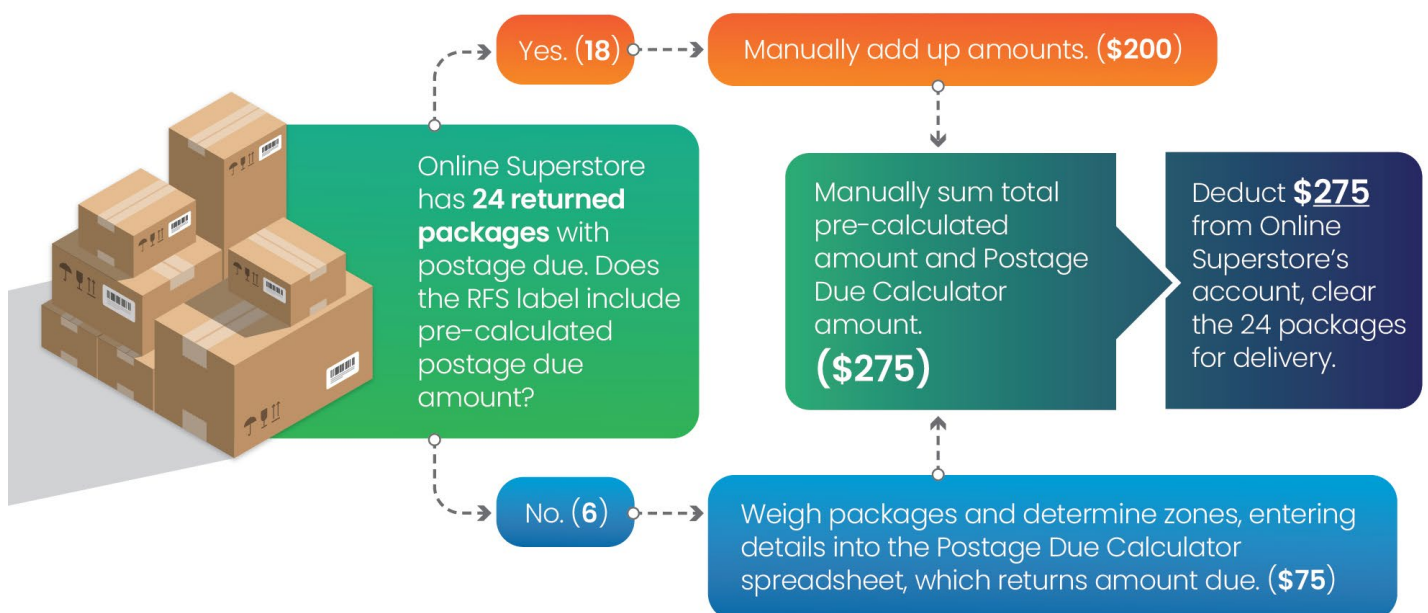 Yes. (18)
Manually add up amounts. ($200)
Online Superstore
has 24 returned
packages with
postage due. Does
the RFS label include
pre-calculated
postage due
amount?
Manually sum total
pre-calculated
amount and Postage
Due Calculator
amount.
($275)
Deduct $275
from Online
Superstore’s
account, clear
the 24 packages
for delivery.
No. (6)
Weigh packages and determine zones, entering
details into the Postage Due Calculator
spreadsheet, which returns amount due. ($75)